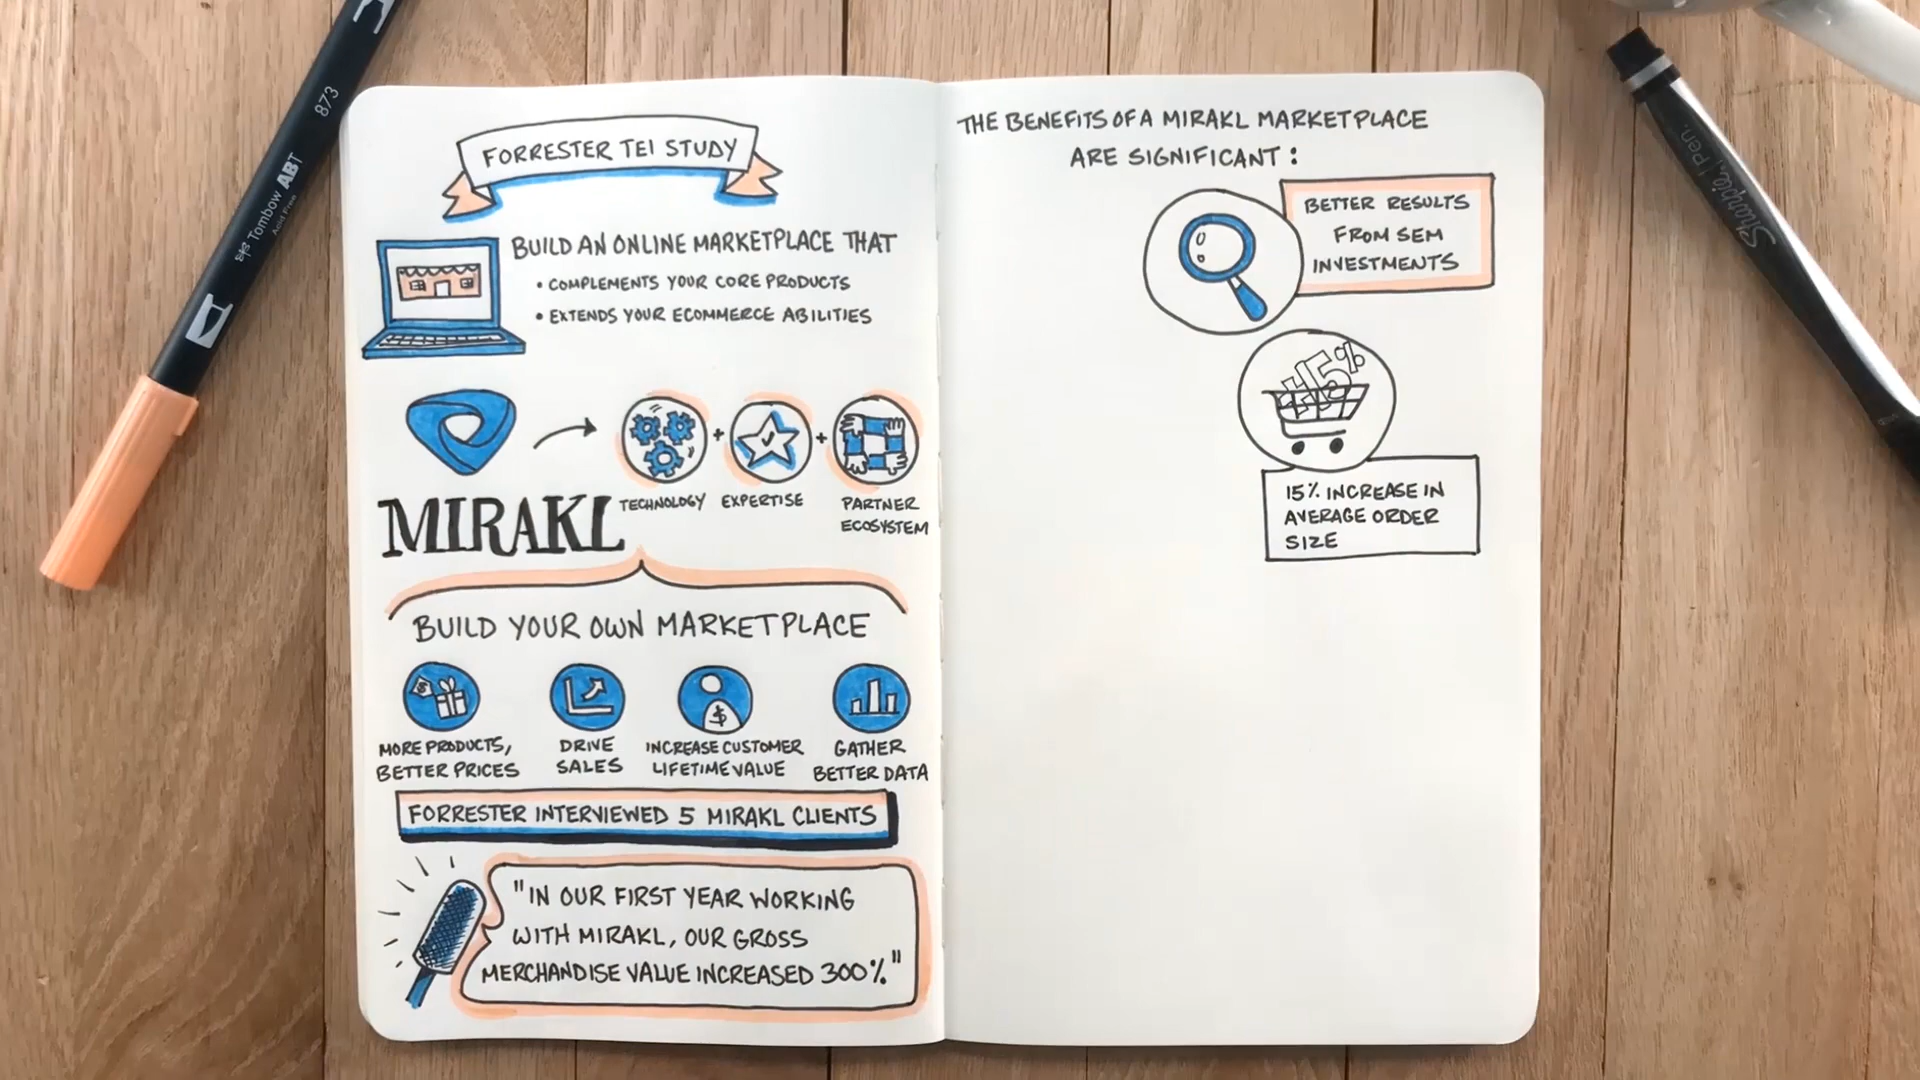 FORRESTER TEI STUDY
BUILD AN ONLINE MARKETPLACE THAT
• COMPLEMENTS YOUR CORE PRODUCTS
• EXTENDS YOUR ECOMMERCE ABILITIES
MIRAKL
TECHNOLOGY + EXPERTISE + PARTNER
ECOSYSTEM
BUILD YOUR OWN MARKETPLACE
$
MORE PRODUCTS,
BETTER PRICES
DRIVE
SALES
$
INCREASE CUSTOMER
LIFETIME VALUE
GATHER
BETTER DATA
FORRESTER INTERVIEWED 5 MIRAKL CLIENTS
"IN OUR FIRST YEAR WORKING
WITH MIRAKL, OUR GROSS
MERCHANDISE VALUE INCREASED 300%."
THE BENEFITS OF A MIRAKL MARKETPLACE
ARE SIGNIFICANT:
BETTER RESULTS
FROM SEM
INVESTMENTS
+15%
15% INCREASE IN
AVERAGE ORDER
SIZE
873
Tombow ABT
Acid Free
Sharpie Pen.